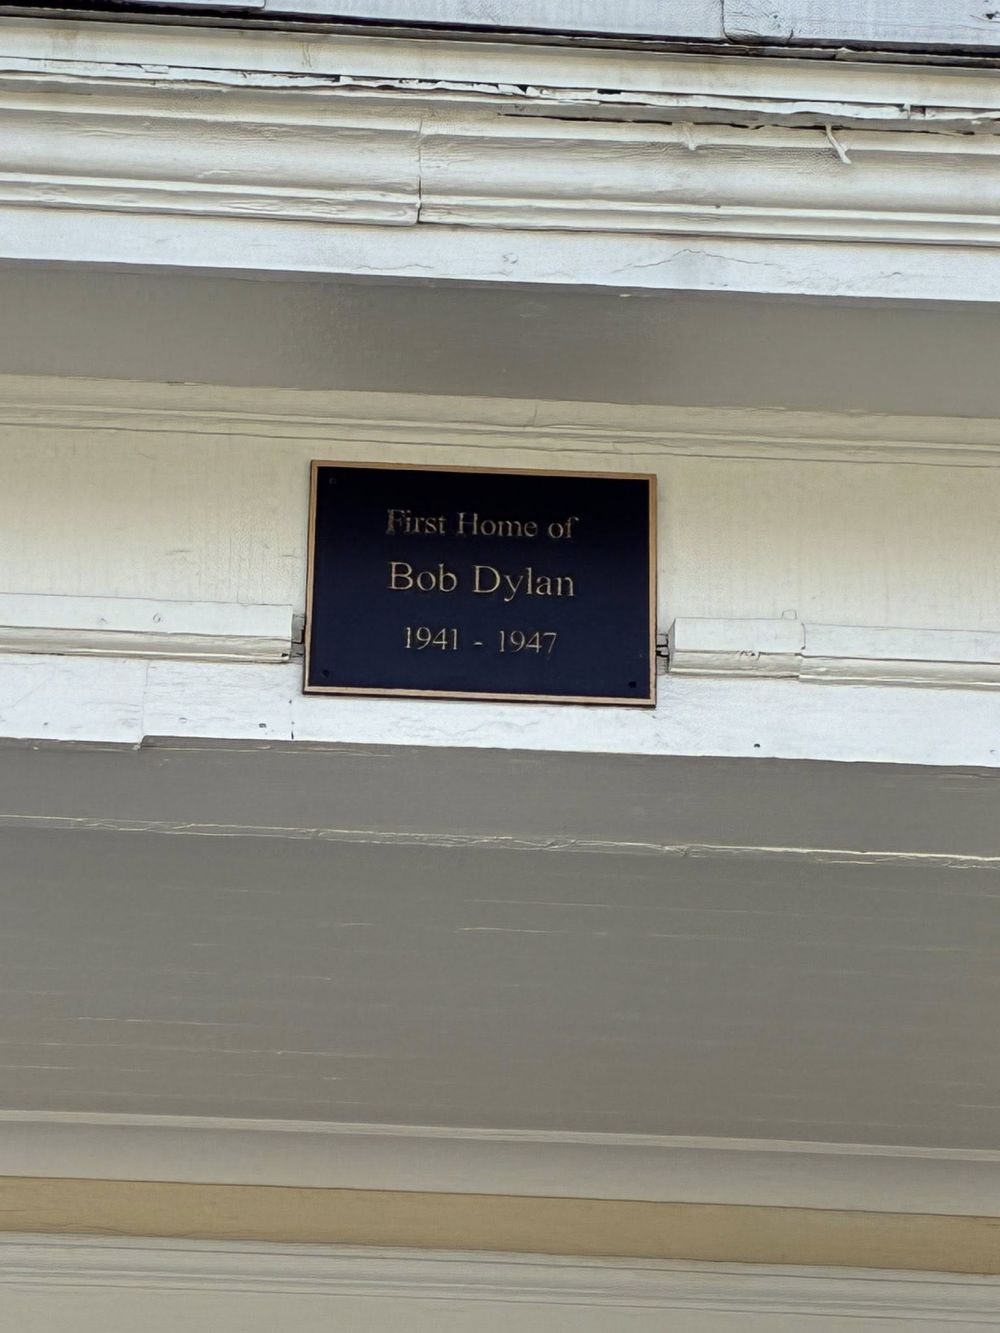 First Home of
Bob Dylan
1941 - 1947